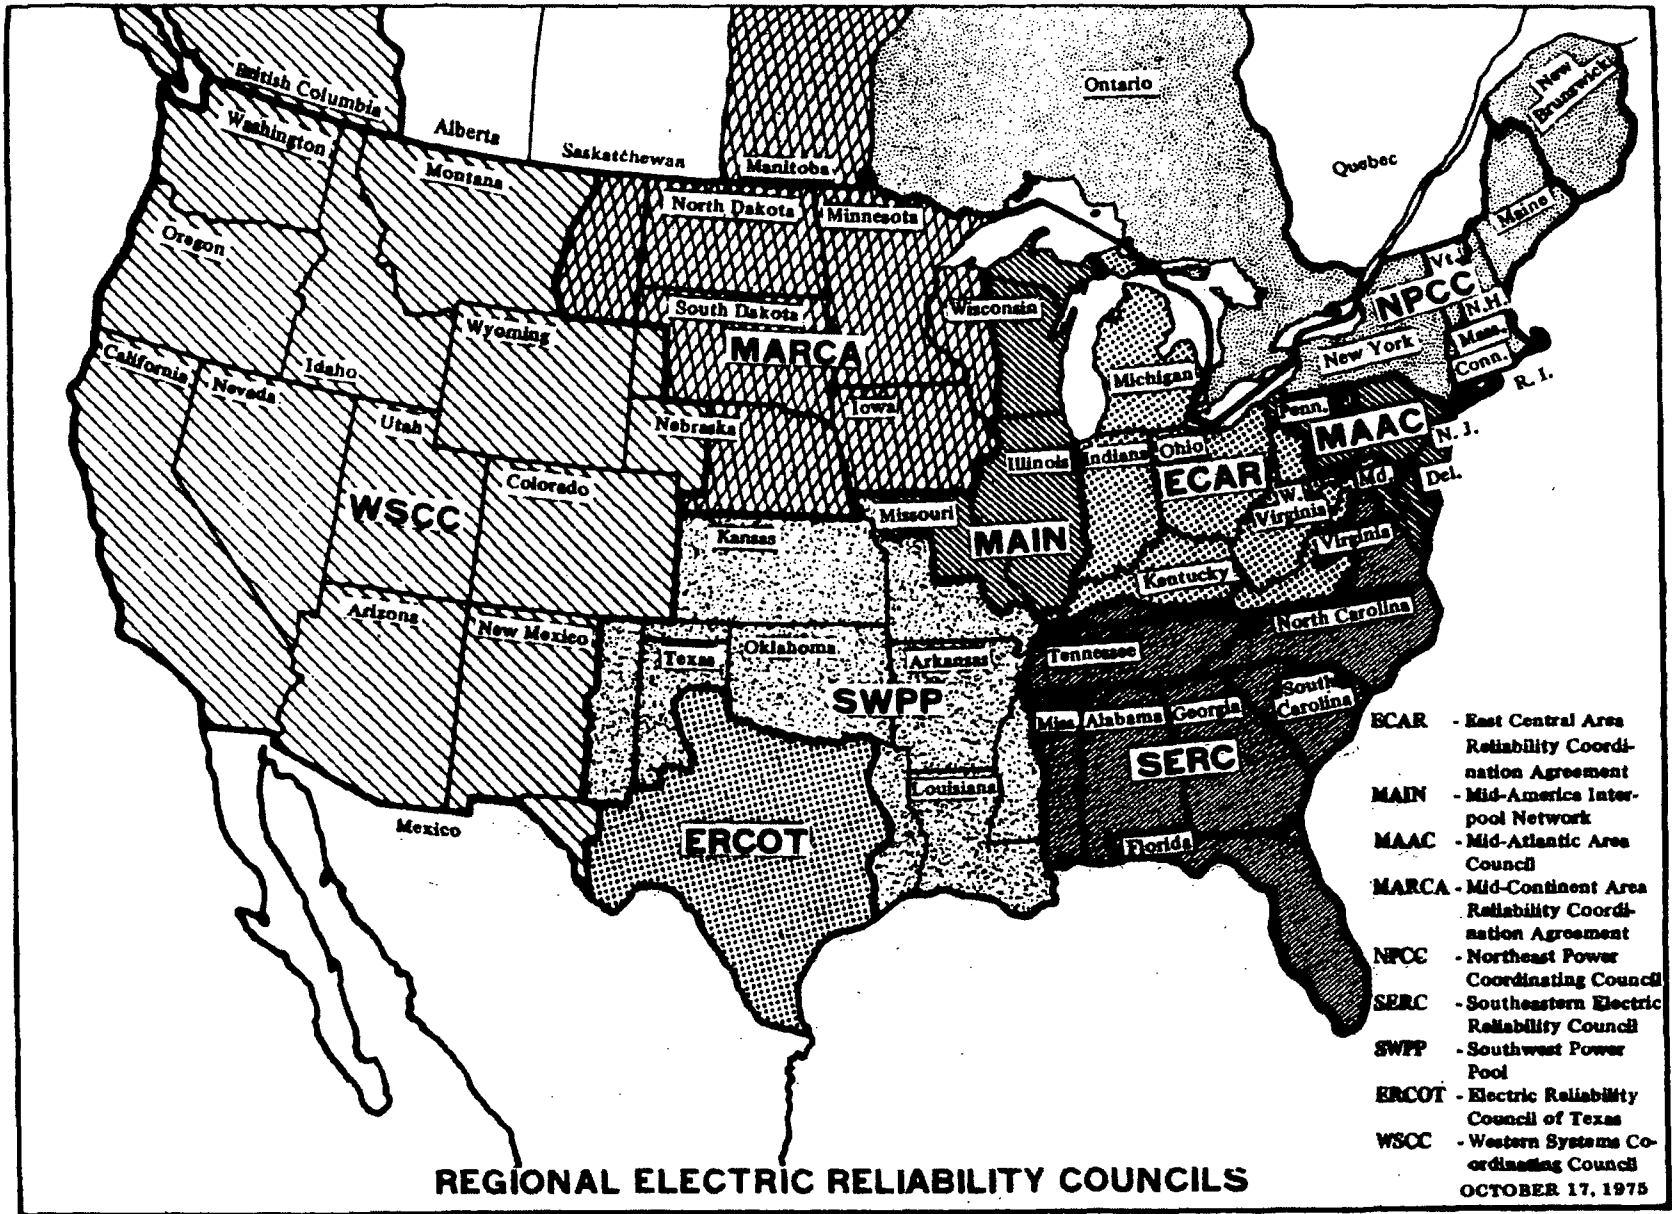 British Columbia
Alberta
Saskatchewan
Manitoba
Ontario
Quebec
New
Brunswick
Washington
Montana
North Dakota
Minnesota
Maine
Oregon
Vt.
NPCC
N.H.
Mass.
Conn.
R. I.
Idaho
Wyoming
South Dakota
MARCA
Wisconsin
Michigan
New York
California
Nevada
Utah
Nebraska
Iowa
Penn.
MAAC
N. J.
Del.
Md.
Illinois
Indiana
Ohio
ECAR
W.
Virginia
Virginia
WSCC
Colorado
Kansas
Missouri
MAIN
Kentucky
Arizona
New Mexico
Texas
Oklahoma
Arkansas
Tennessee
North Carolina
SWPP
Miss.
Alabama
Georgia
South
Carolina
SERC
Louisiana
ERCOT
Florida
Mexico
ECAR - East Central Area
Reliability Coordi-
nation Agreement
MAIN - Mid-America Inter-
pool Network
MAAC - Mid-Atlantic Area
Council
MARCA - Mid-Continent Area
Reliability Coordi-
nation Agreement
NPCC - Northeast Power
Coordinating Council
SERC - Southeastern Electric
Reliability Council
SWPP - Southwest Power
Pool
ERCOT - Electric Reliability
Council of Texas
WSCC - Western Systems Co-
ordinating Council
REGIONAL ELECTRIC RELIABILITY COUNCILS
OCTOBER 17, 1975